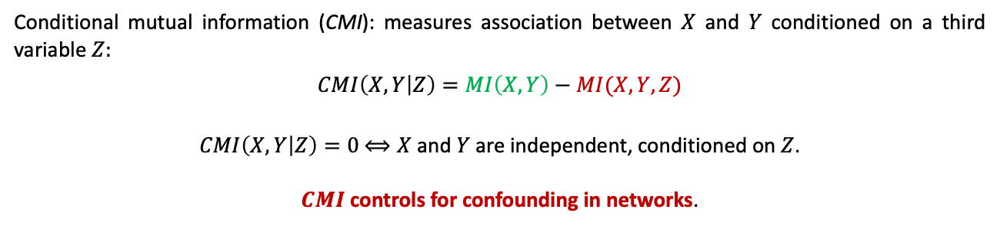 Conditional mutual information (CMI): measures association between X and Y conditioned on a third
variable Z:
CMI(X,Y|Z) = MI(X,Y) − MI(X,Y,Z)
CMI(X,Y|Z) = 0 ⟺ X and Y are independent, conditioned on Z.
CMI controls for confounding in networks.